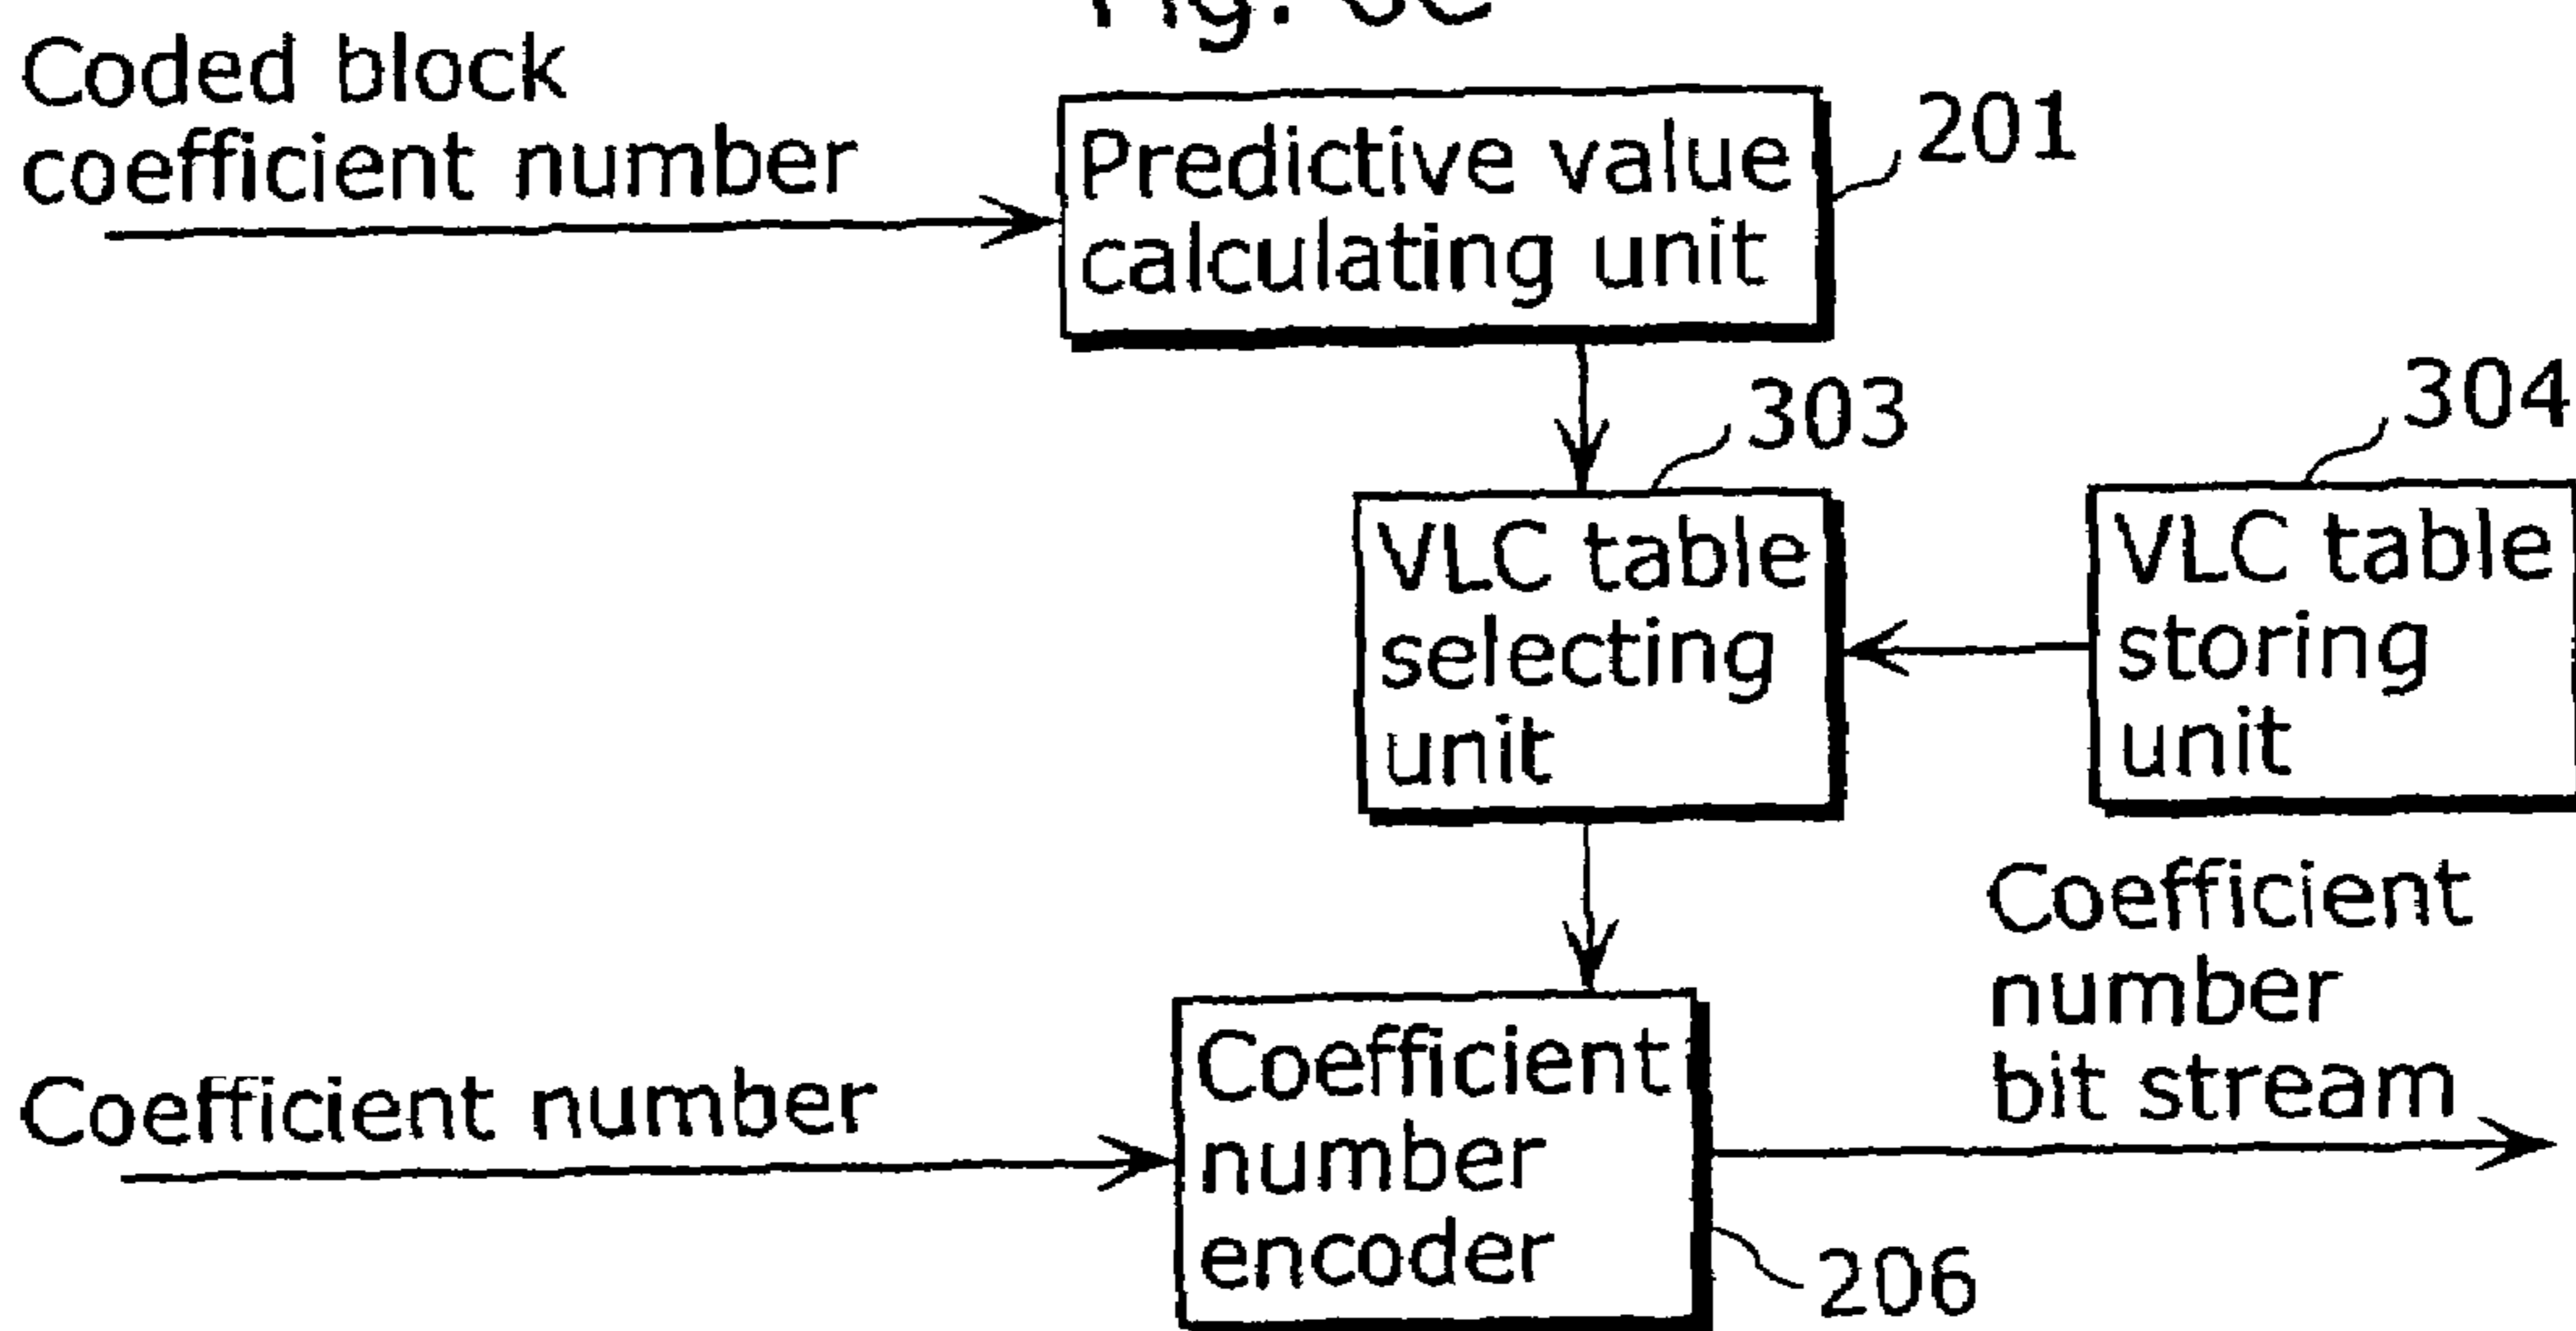 Coded block
coefficient number
Predictive value
calculating unit
201
303
304
VLC table
selecting
unit
VLC table
storing
unit
Coefficient number
Coefficient
number
encoder
Coefficient
number
bit stream
206